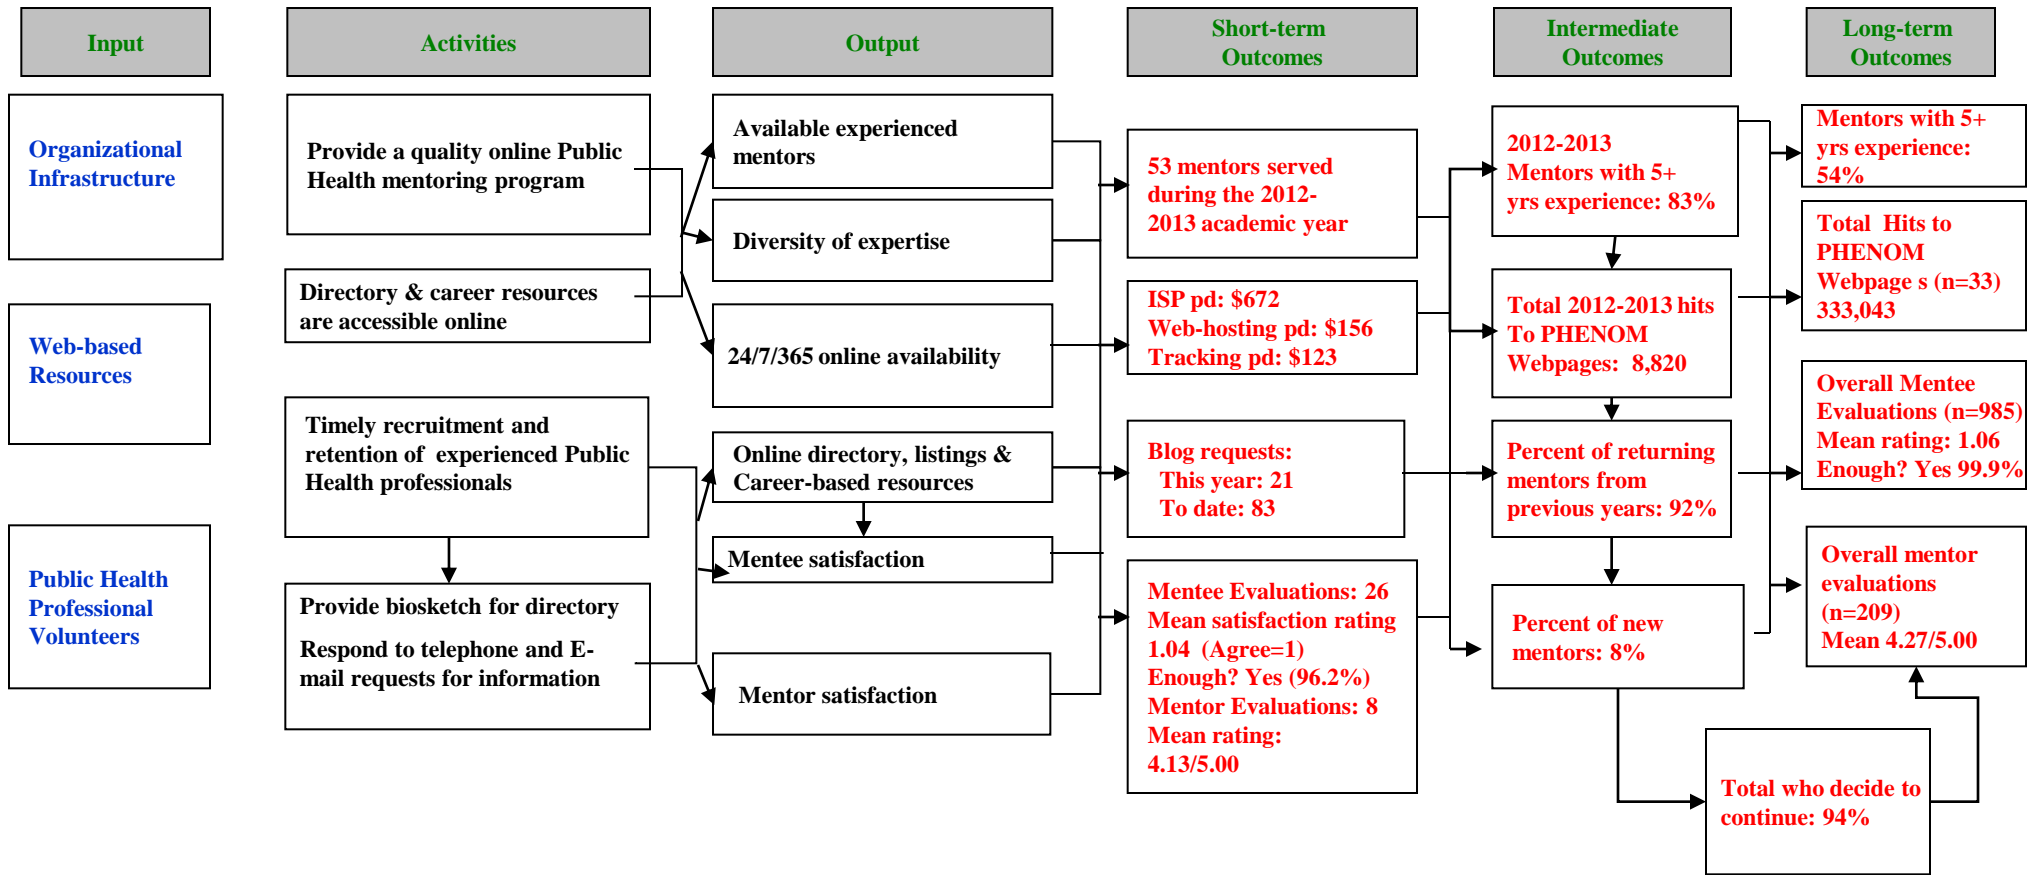 Input
Activities
Output
Short-term
Outcomes
Intermediate
Outcomes
Long-term
Outcomes
Organizational
Infrastructure
Web-based
Resources
Public Health
Professional
Volunteers
Provide a quality online Public
Health mentoring program
Directory & career resources
are accessible online
Timely recruitment and
retention of experienced Public
Health professionals
Provide biosketch for directory
Respond to telephone and E-
mail requests for information
Available experienced
mentors
Diversity of expertise
24/7/365 online availability
Online directory, listings &
Career-based resources
Mentee satisfaction
Mentor satisfaction
53 mentors served
during the 2012-
2013 academic year
ISP pd: $672
Web-hosting pd: $156
Tracking pd: $123
Blog requests:
This year: 21
To date: 83
Mentee Evaluations: 26
Mean satisfaction rating
1.04 (Agree=1)
Enough? Yes (96.2%)
Mentor Evaluations: 8
Mean rating:
4.13/5.00
2012-2013
Mentors with 5+
yrs experience: 83%
Total 2012-2013 hits
To PHENOM
Webpages: 8,820
Percent of returning
mentors from
previous years: 92%
Percent of new
mentors: 8%
Total who decide to
continue: 94%
Mentors with 5+
yrs experience:
54%
Total Hits to
PHENOM
Webpage s (n=33)
333,043
Overall Mentee
Evaluations (n=985)
Mean rating: 1.06
Enough? Yes 99.9%
Overall mentor
evaluations
(n=209)
Mean 4.27/5.00